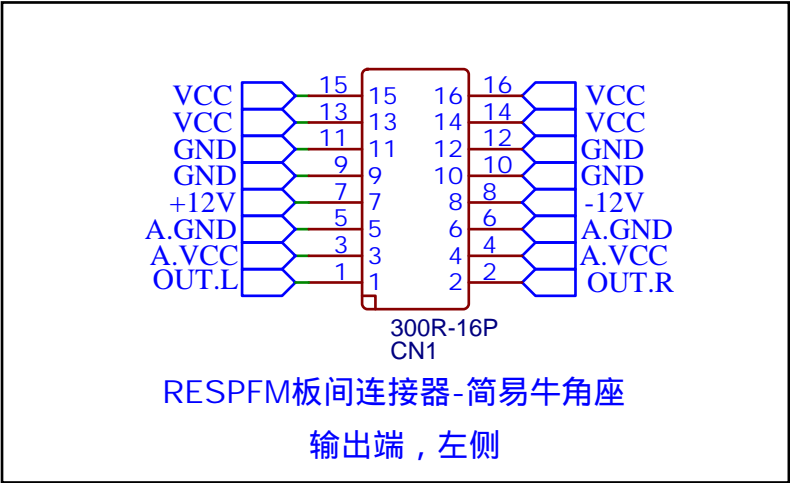 VCC 15 15 16 16 VCC
VCC 13 13 14 14 VCC
GND 11 11 12 12 GND
GND 9 9 10 10 GND
+12V 7 7 8 8 -12V
A.GND 5 5 6 6 A.GND
A.VCC 3 3 4 4 A.VCC
OUT.L 1 1 2 2 OUT.R
300R-16P
CN1
RESPFM板间连接器-简易牛角座
输出端，左侧